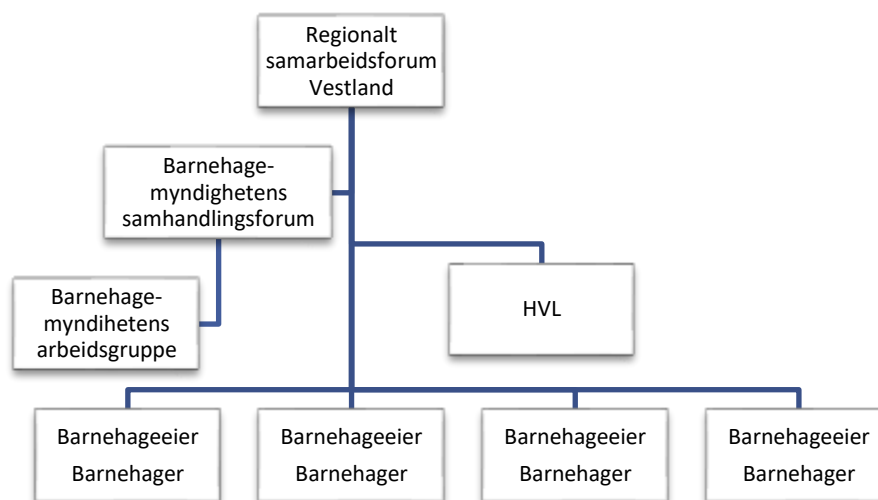 Regionalt
samarbeidsforum
Vestland
Barnehage-
myndighetens
samhandlingsforum
HVL
Barnehage-
myndihetens
arbeidsgruppe
Barnehageeier
Barnehager
Barnehageeier
Barnehager
Barnehageeier
Barnehager
Barnehageeier
Barnehager